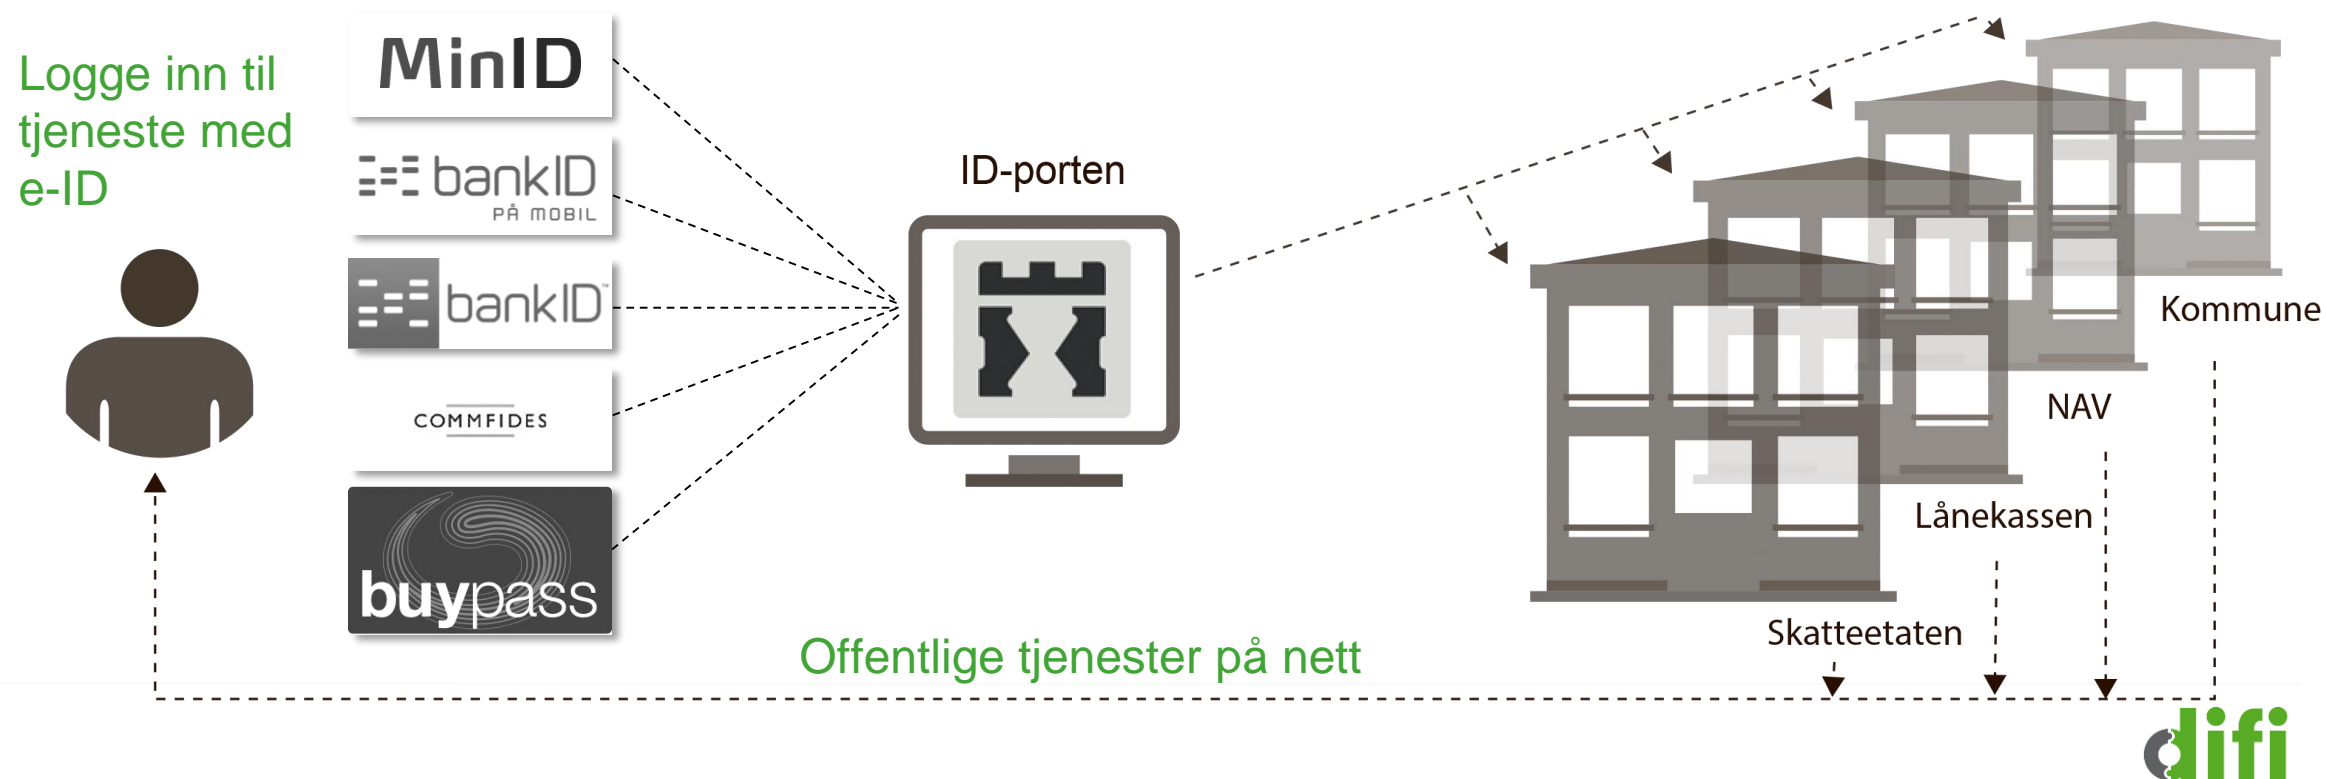 Logge inn til
tjeneste med
e-ID
MinID
bankID
PÅ MOBIL
bankID™
COMMFIDES
buypass
ID-porten
Kommune
NAV
Lånekassen
Skatteetaten
Offentlige tjenester på nett
difi